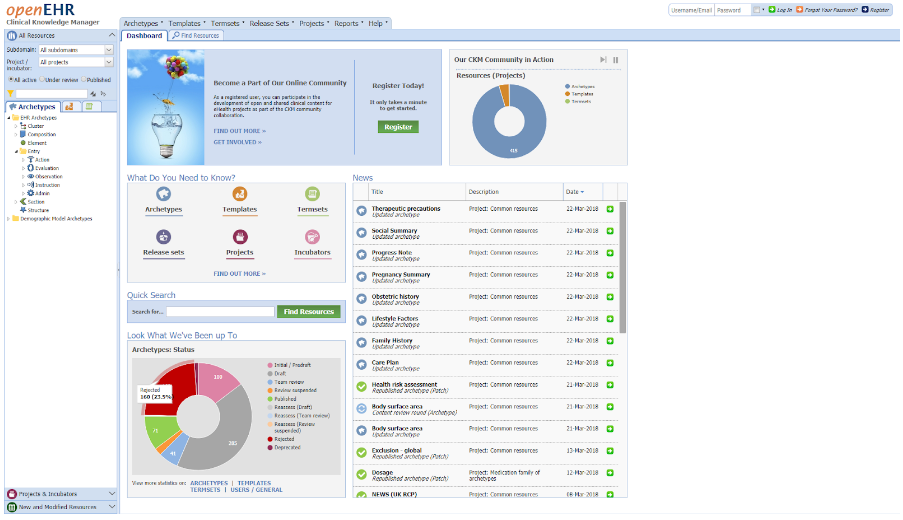 openEHR
Clinical Knowledge Manager
Archetypes Templates Termsets Release Sets Projects Reports Help
Username/Email Password Log In Forgot Your Password? Register
Dashboard Find Resources
All Resources
Subdomain: All subdomains
Project /
incubator: All projects
All active Under review Published
Archetypes
EHR Archetypes
Cluster
Composition
Element
Entry
Action
Evaluation
Observation
Instruction
Admin
Section
Structure
Demographic Model Archetypes
Projects & Incubators
New and Modified Resources
Become a Part of Our Online Community
As a registered user, you can participate in the
development of open and shared clinical content for
eHealth projects as part of the CKM community
collaboration.
FIND OUT MORE »
GET INVOLVED »
Register Today!
It only takes a minute
to get started.
Register
Our CKM Community in Action
Resources (Projects)
Archetypes
Templates
Termsets
415
What Do You Need to Know?
Archetypes Templates Termsets
Release sets Projects Incubators
FIND OUT MORE »
Quick Search
Search for... Find Resources
Look What We've Been up To
Archetypes: Status
Rejected
160 (23.5%)
100
75
41
261
Initial / Predraft
Draft
Team review
Review suspended
Published
Reassess (Draft)
Reassess (Team review)
Reassess (Review
suspended)
Rejected
Deprecated
View more statistics on: ARCHETYPES | TEMPLATES
TERMSETS | USERS / GENERAL
News
Title Description Date
Therapeutic precautions Project: Common resources 22-Mar-2018
Updated archetype
Social Summary Project: Common resources 22-Mar-2018
Updated archetype
Progress Note Project: Common resources 22-Mar-2018
Updated archetype
Pregnancy Summary Project: Common resources 22-Mar-2018
Updated archetype
Obstetric history Project: Common resources 22-Mar-2018
Updated archetype
Lifestyle Factors Project: Common resources 22-Mar-2018
Updated archetype
Family History Project: Common resources 22-Mar-2018
Updated archetype
Care Plan Project: Common resources 22-Mar-2018
Updated archetype
Health risk assessment Project: Common resources 21-Mar-2018
Republished archetype (Patch)
Body surface area Project: Common resources 21-Mar-2018
Content review round (Archetype)
Body surface area Project: Common resources 21-Mar-2018
Updated archetype
Exclusion - global Project: Common resources 13-Mar-2018
Republished archetype (Patch)
Dosage Project: Medication family of 12-Mar-2018
Republished archetype (Patch) archetypes
NEWS (UK RCP) Project: Common resources 08-Mar-2018